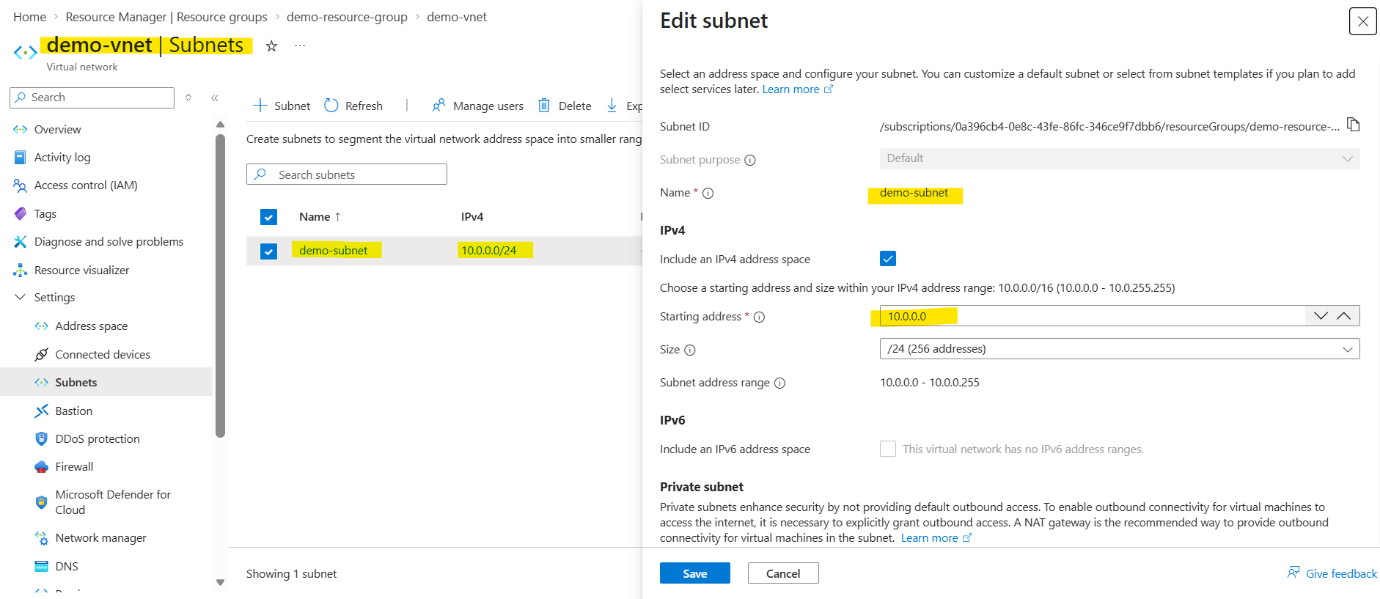 Home > Resource Manager | Resource groups > demo-resource-group > demo-vnet
demo-vnet | Subnets
Virtual network
Search
Overview
Activity log
Access control (IAM)
Tags
Diagnose and solve problems
Resource visualizer
Settings
Address space
Connected devices
Subnets
Bastion
DDoS protection
Firewall
Microsoft Defender for
Cloud
Network manager
DNS
Subnet
Refresh
Manage users
Delete
Create subnets to segment the virtual network address space into smaller
Search subnets
Name ↑ IPv4
demo-subnet 10.0.0.0/24
Showing 1 subnet
Edit subnet
Select an address space and configure your subnet. You can customize a default subnet or select from subnet templates if you plan to add
select services later. Learn more
Subnet ID /subscriptions/0a396cb4-0e8c-43fe-86fc-346ce9f7dbb6/resourceGroups/demo-resource-...
Subnet purpose Default
Name * demo-subnet
IPv4
Include an IPv4 address space
Choose a starting address and size within your IPv4 address range: 10.0.0.0/16 (10.0.0.0 - 10.0.255.255)
Starting address * 10.0.0.0
Size /24 (256 addresses)
Subnet address range 10.0.0.0 - 10.0.0.255
IPv6
Include an IPv6 address space This virtual network has no IPv6 address ranges.
Private subnet
Private subnets enhance security by not providing default outbound access. To enable outbound connectivity for virtual machines to
access the internet, it is necessary to explicitly grant outbound access. A NAT gateway is the recommended way to provide outbound
connectivity for virtual machines in the subnet. Learn more
Save Cancel Give feedback